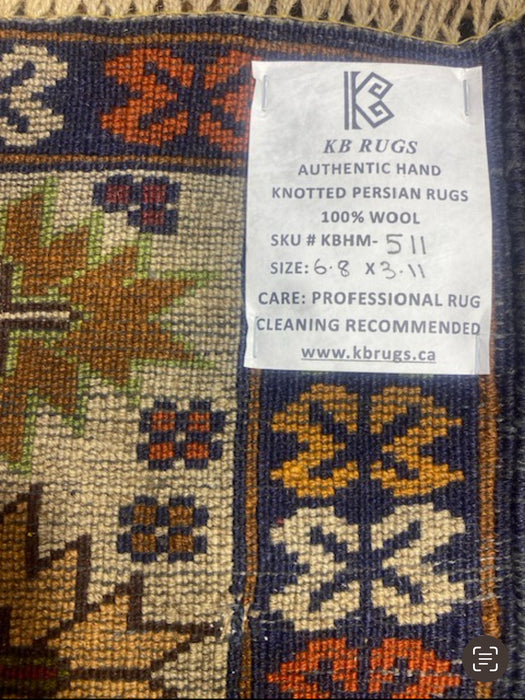 KB RUGS
AUTHENTIC HAND
KNOTTED PERSIAN RUGS
100% WOOL
SKU # KBHM- 511
SIZE: 6.8 X 3.11
CARE: PROFESSIONAL RUG
CLEANING RECOMMENDED
www.kbrugs.ca